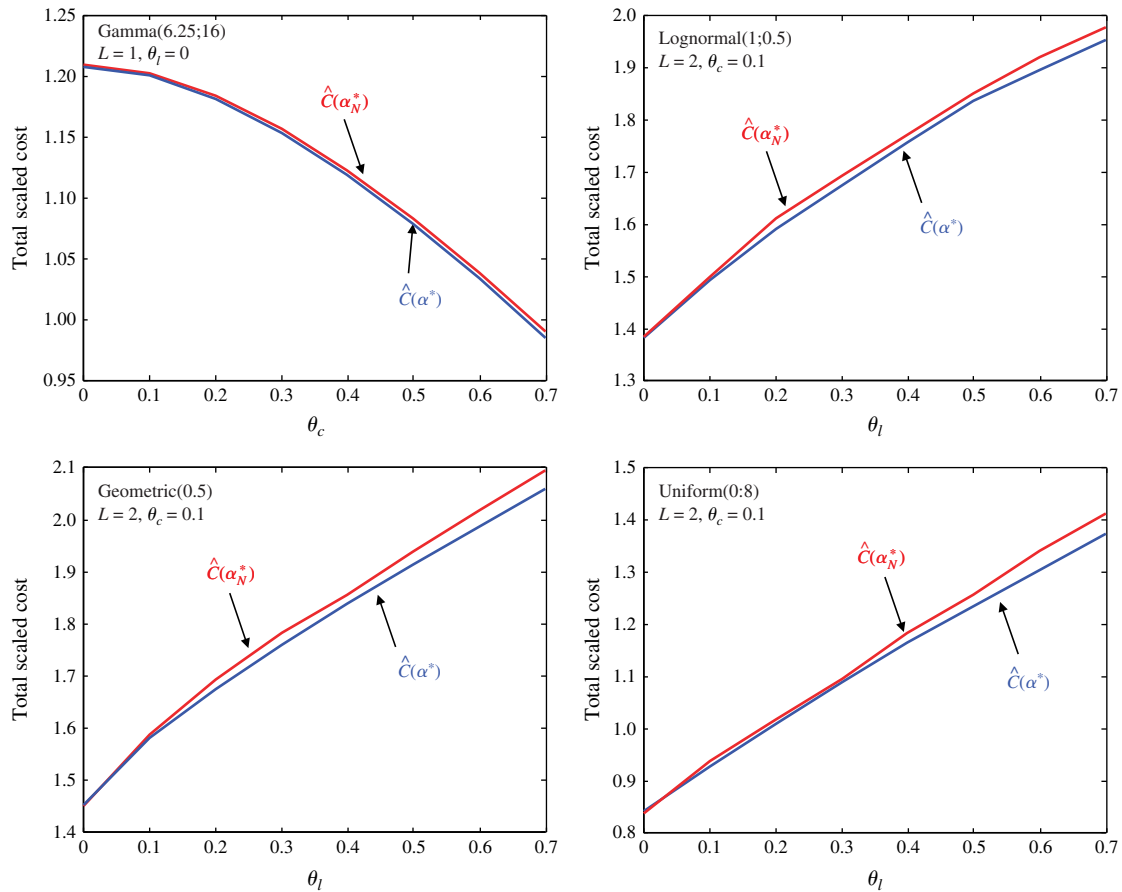 1.25
Gamma(6.25;16)
L = 1, θ_l = 0
1.20
1.15
1.10
1.05
1.00
0.95
Total scaled cost
Ĉ(α*_N)
Ĉ(α*)
0 0.1 0.2 0.3 0.4 0.5 0.6 0.7
θ_c
2.0
Lognormal(1;0.5)
L = 2, θ_c = 0.1
1.9
1.8
1.7
1.6
1.5
1.4
1.3
Total scaled cost
Ĉ(α*_N)
Ĉ(α*)
0 0.1 0.2 0.3 0.4 0.5 0.6 0.7
θ_l
2.1
Geometric(0.5)
L = 2, θ_c = 0.1
2.0
1.9
1.8
1.7
1.6
1.5
1.4
Total scaled cost
Ĉ(α*_N)
Ĉ(α*)
0 0.1 0.2 0.3 0.4 0.5 0.6 0.7
θ_l
1.5
Uniform(0:8)
L = 2, θ_c = 0.1
1.4
1.3
1.2
1.1
1.0
0.9
0.8
Total scaled cost
Ĉ(α*_N)
Ĉ(α*)
0 0.1 0.2 0.3 0.4 0.5 0.6 0.7
θ_l